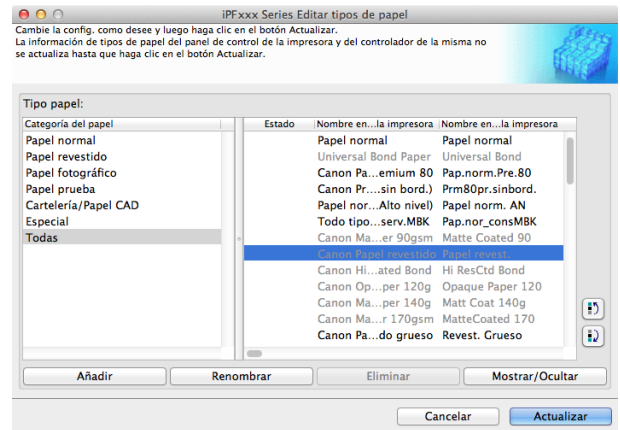 iPFxxx Series Editar tipos de papel
Cambie la config. como desee y luego haga clic en el botón Actualizar.
La información de tipos de papel del panel de control de la impresora y del controlador de la misma no
se actualiza hasta que haga clic en el botón Actualizar.
Tipo papel:
Categoría del papel
Papel normal
Papel revestido
Papel fotográfico
Papel prueba
Cartelería/Papel CAD
Especial
Todas
Estado Nombre en...la impresora Nombre en...la impresora
Papel normal Papel normal
Universal Bond Paper Universal Bond
Canon Pa...emium 80 Pap.norm.Pre.80
Canon Pr....sin bord.) Prm80pr.sinbord.
Papel nor...Alto nivel) Papel norm. AN
Todo tipo...serv.MBK Pap.nor_consMBK
Canon Ma...er 90gsm Matte Coated 90
Canon Papel revestido Papel revest.
Canon Hi...ated Bond Hi ResCtd Bond
Canon Op...per 120g Opaque Paper 120
Canon Ma...per 140g Matt Coat 140g
Canon Ma...r 170gsm MatteCoated 170
Canon Pa...do grueso Revest. Grueso
Añadir Renombrar Eliminar Mostrar/Ocultar
Cancelar Actualizar